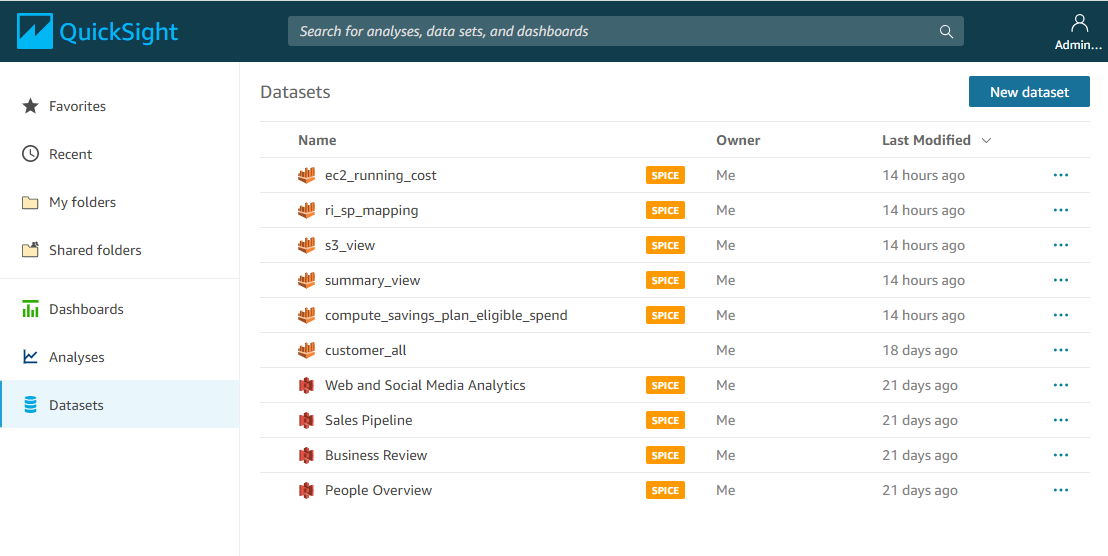 QuickSight
Search for analyses, data sets, and dashboards
Admin...
Favorites
Recent
My folders
Shared folders
Dashboards
Analyses
Datasets
Datasets
New dataset
Name Owner Last Modified
ec2_running_cost SPICE Me 14 hours ago
ri_sp_mapping SPICE Me 14 hours ago
s3_view SPICE Me 14 hours ago
summary_view SPICE Me 14 hours ago
compute_savings_plan_eligible_spend SPICE Me 14 hours ago
customer_all Me 18 days ago
Web and Social Media Analytics SPICE Me 21 days ago
Sales Pipeline SPICE Me 21 days ago
Business Review SPICE Me 21 days ago
People Overview SPICE Me 21 days ago